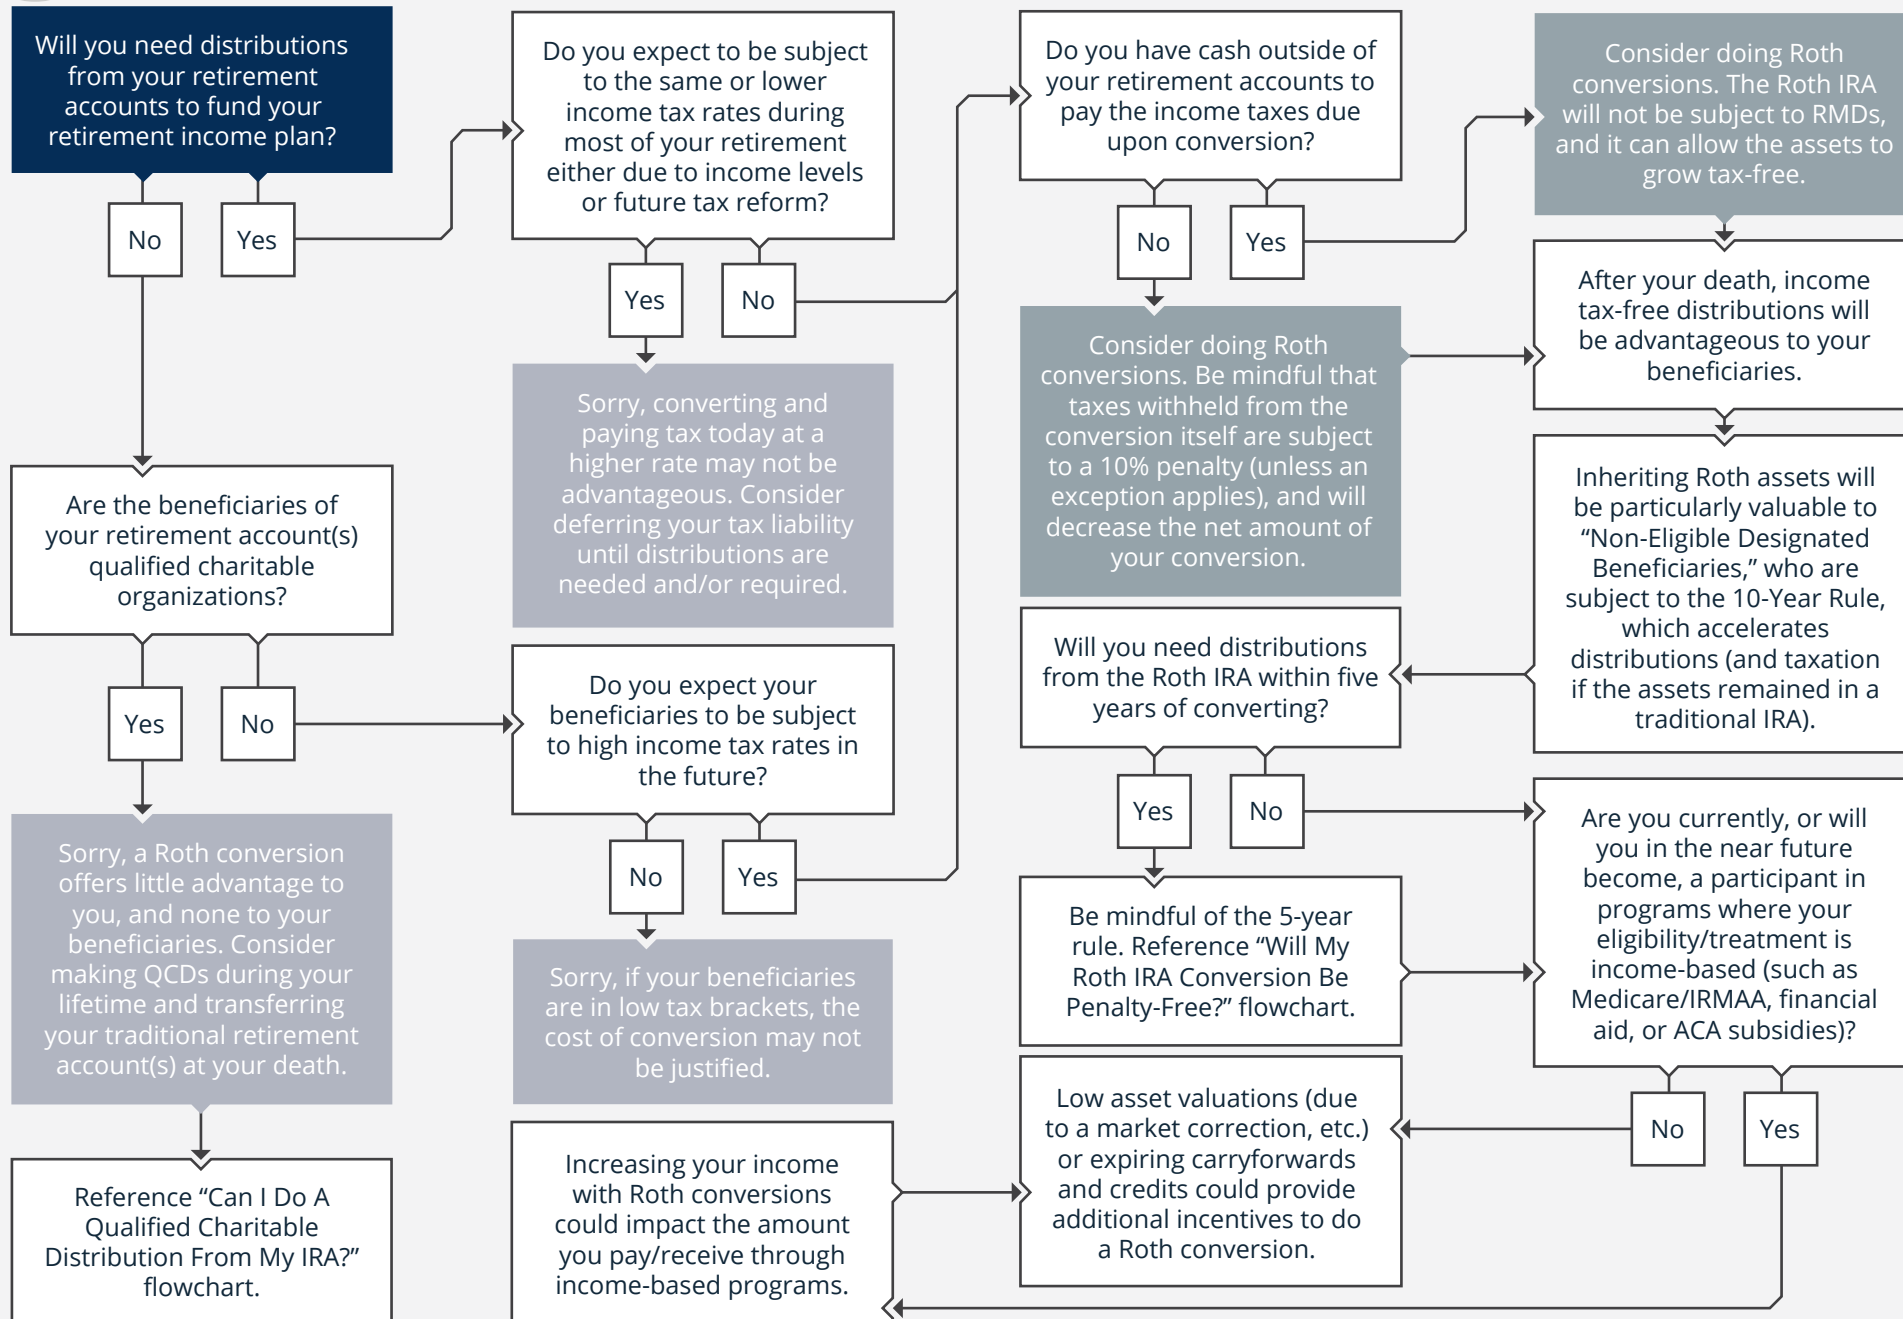 Will you need distributions
from your retirement
accounts to fund your
retirement income plan?
No
Yes
Are the beneficiaries of
your retirement account(s)
qualified charitable
organizations?
Yes
No
Sorry, a Roth conversion
offers little advantage to
you, and none to your
beneficiaries. Consider
making QCDs during your
lifetime and transferring
your traditional retirement
account(s) at your death.
Reference “Can I Do A
Qualified Charitable
Distribution From My IRA?”
flowchart.
Do you expect to be subject
to the same or lower
income tax rates during
most of your retirement
either due to income levels
or future tax reform?
Yes
No
Sorry, converting and
paying tax today at a
higher rate may not be
advantageous. Consider
deferring your tax liability
until distributions are
needed and/or required.
Do you expect your
beneficiaries to be subject
to high income tax rates in
the future?
No
Yes
Sorry, if your beneficiaries
are in low tax brackets, the
cost of conversion may not
be justified.
Increasing your income
with Roth conversions
could impact the amount
you pay/receive through
income-based programs.
Do you have cash outside of
your retirement accounts to
pay the income taxes due
upon conversion?
No
Yes
Consider doing Roth
conversions. Be mindful that
taxes withheld from the
conversion itself are subject
to a 10% penalty (unless an
exception applies), and will
decrease the net amount of
your conversion.
Will you need distributions
from the Roth IRA within five
years of converting?
Yes
No
Be mindful of the 5-year
rule. Reference “Will My
Roth IRA Conversion Be
Penalty-Free?” flowchart.
Low asset valuations (due
to a market correction, etc.)
or expiring carryforwards
and credits could provide
additional incentives to do
a Roth conversion.
Consider doing Roth
conversions. The Roth IRA
will not be subject to RMDs,
and it can allow the assets to
grow tax-free.
After your death, income
tax-free distributions will
be advantageous to your
beneficiaries.
Inheriting Roth assets will
be particularly valuable to
“Non-Eligible Designated
Beneficiaries,” who are
subject to the 10-Year Rule,
which accelerates
distributions (and taxation
if the assets remained in a
traditional IRA).
Are you currently, or will
you in the near future
become, a participant in
programs where your
eligibility/treatment is
income-based (such as
Medicare/IRMAA, financial
aid, or ACA subsidies)?
No
Yes